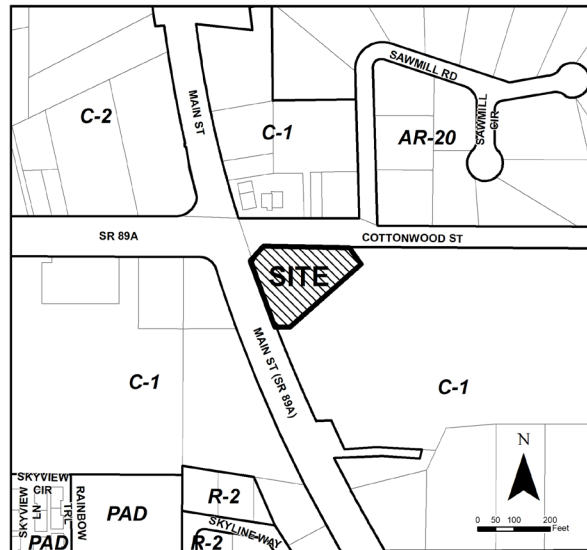 SAWMILL RD
MAIN ST
C-2
C-1
AR-20
SAWMILL
CIR
SR 89A
COTTONWOOD ST
SITE
MAIN ST (SR 89A)
C-1
C-1
N
SKYVIEW
CIR
SKYVIEW
LN
TRL
RAINBOW
PAD
R-2
SKYLINE WAY
PAD
R-2
0 50 100 200
Feet